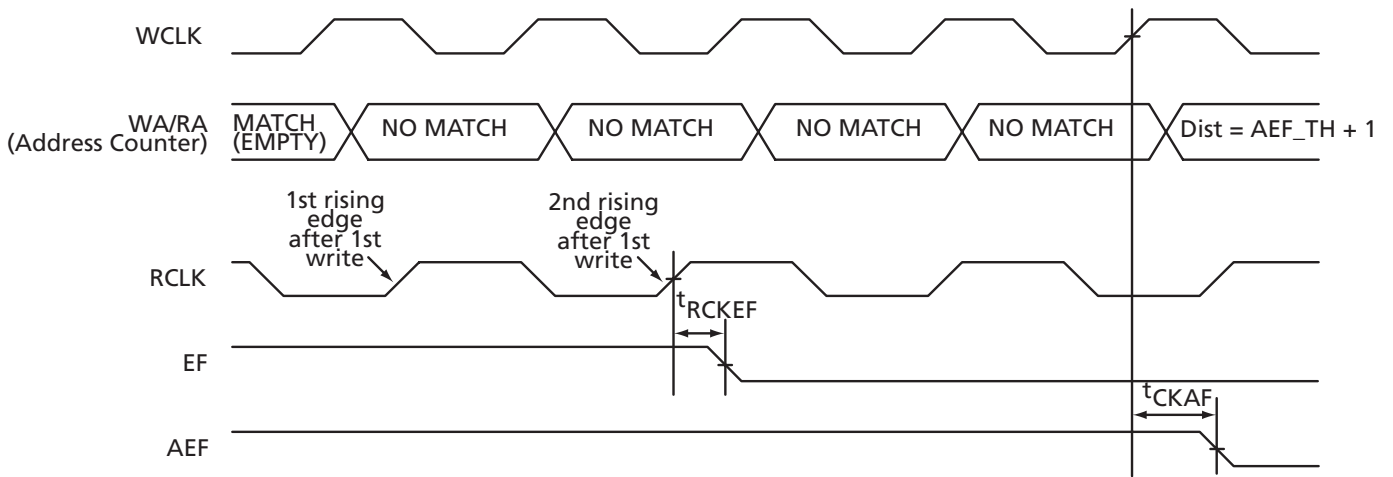 WCLK
WA/RA
(Address Counter)
MATCH
(EMPTY)
NO MATCH
NO MATCH
NO MATCH
NO MATCH
Dist = AEF_TH + 1
1st rising
edge
after 1st
write
2nd rising
edge
after 1st
write
RCLK
tRCKEF
EF
tCKAF
AEF